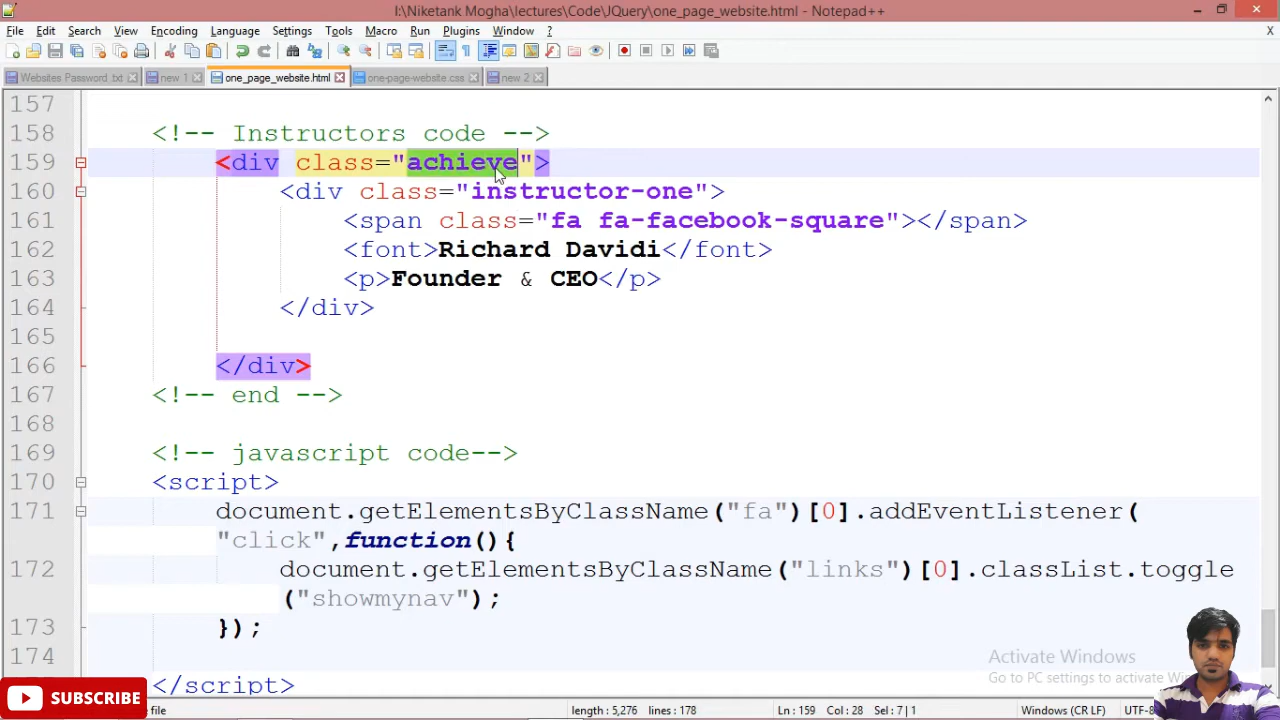 I:\Niketank Mogha\lectures\Code\JQuery\one_page_website.html - Notepad++
File Edit Search View Encoding Language Settings Tools Macro Run Plugins Window ?
X
Websites Password.txt new 1 one_page_website.html one-page-website.css new 2
157
158 <!-- Instructors code -->
159 <div class="achieve">
160 <div class="instructor-one">
161 <span class="fa fa-facebook-square"></span>
162 <font>Richard Davidi</font>
163 <p>Founder & CEO</p>
164 </div>
165
166 </div>
167 <!-- end -->
168
169 <!-- javascript code-->
170 <script>
171 document.getElementsByClassName("fa")[0].addEventListener(
"click",function(){
172 document.getElementsByClassName("links")[0].classList.toggle
("showmynav");
173 });
174
</script>
Activate Windows
Go to PC settings to activate
SUBSCRIBE
file length : 5,276 lines : 178 Ln : 159 Col : 28 Sel : 7 | 1 Windows (CR LF) UTF-8